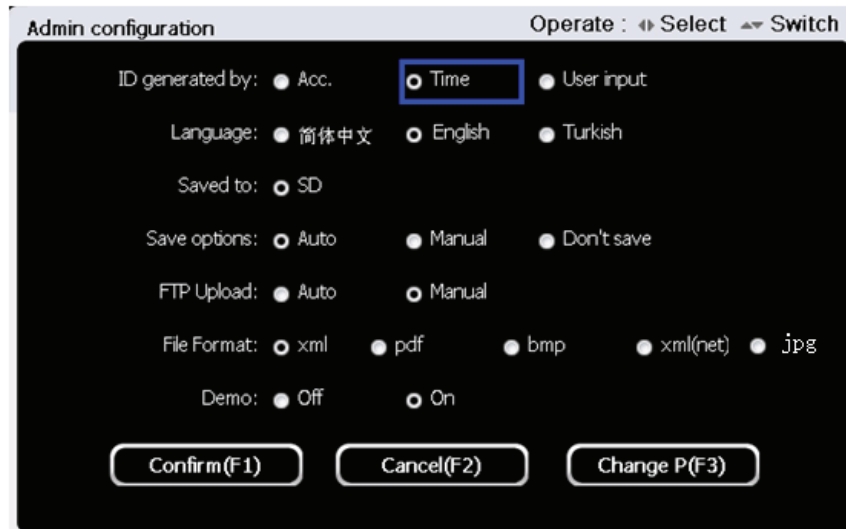 Admin configuration Operate : Select Switch
ID generated by: Acc. Time User input
Language: 简体中文 English Turkish
Saved to: SD
Save options: Auto Manual Don't save
FTP Upload: Auto Manual
File Format: xml pdf bmp xml(net) jpg
Demo: Off On
Confirm(F1) Cancel(F2) Change P(F3)